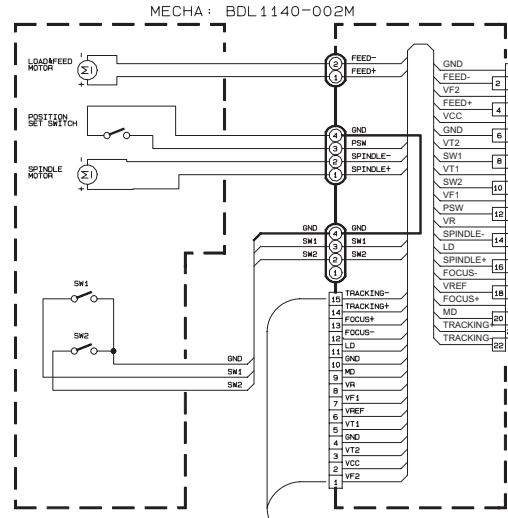 MECHA: BDL1140-002M
LOAD&FEED
MOTOR
-
M
+
2 FEED-
1 FEED+
POSITION
SET SWITCH
4 GND
3 PSW
2 SPINDLE-
1 SPINDLE+
SPINDLE
MOTOR
-
M
+
GND 4 GND
SW1 3 SW1
SW2 2 SW2
1
SW1
SW2
GND
SW1
SW2
15 TRACKING-
14 TRACKING+
13 FOCUS+
12 FOCUS-
11 LD
10 GND
9 MD
8 VR
7 VF1
6 VREF
5 VT1
4 GND
3 VT2
2 VCC
1 VF2
GND
FEED- 2
VF2
FEED+ 4
VCC
GND 6
VT2
SW1 8
VT1
SW2 10
VF1
PSW 12
VR
SPINDLE- 14
LD
SPINDLE+ 16
FOCUS-
VREF 18
FOCUS+
MD 20
TRACKING+
TRACKING- 22